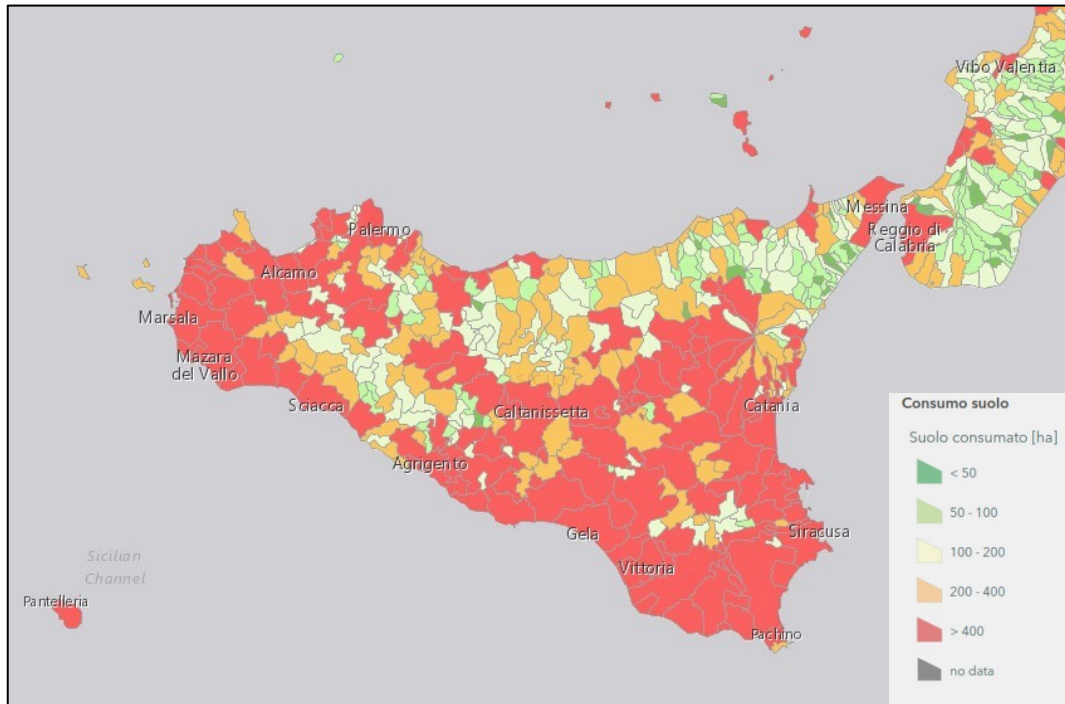 Vibo Valentia
Messina
Reggio di
Calabria
Palermo
Alcamo
Marsala
Mazara
del Vallo
Sciacca
Caltanissetta
Catania
Agrigento
Gela
Siracusa
Vittoria
Sicilian
Channel
Pantelleria
Pachino
Consumo suolo
Suolo consumato [ha]
< 50
50 - 100
100 - 200
200 - 400
> 400
no data